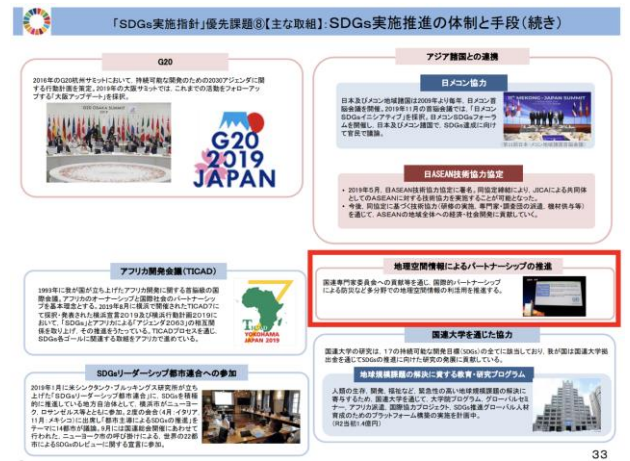 「SDGs実施指針」優先課題⑧【主な取組】：SDGs実施推進の体制と手段（続き）
G20
2016年のG20杭州サミットにおいて，持続可能な開発のための2030アジェンダに関
する行動計画を策定。2019年の大阪サミットでは，これまでの活動をフォローアッ
プする「大阪アップデート」を採択。
G20
2019
JAPAN
アフリカ開発会議（TICAD）
1993年に我が国が立ち上げたアフリカ開発に関する首脳級の国
際会議。アフリカのオーナーシップと国際社会のパートナーシッ
プを基本理念とする。2019年8月に横浜で開催されたTICAD7に
て採択・発表された横浜宣言2019及び横浜行動計画2019に
おいて，「SDGs」とアフリカによる「アジェンダ2063」の相互関
係を取り上げ，その推進をうたっている。TICADプロセスを通じ，
SDGs各ゴールに関連する取組をアフリカで進めている。
YOKOHAMA
JAPAN 2019
SDGsリーダーシップ都市連合への参加
2019年1月に米シンクタンク・ブルッキングス研究所が立ち
上げた「SDGsリーダーシップ都市連合」に，SDGsを積極
的に推進している地方自治体として，横浜市がニューヨー
ク，ロサンゼルス等とともに参加。2度の会合（4月：イタリア，
11月：メキシコ）に出席し「都市主導によるSDGsの推進」を
テーマに14都市が議論。9月には国連総会開催にあわせて
行われた，ニューヨーク市の呼び掛けによる，世界の22都
市によるSDGsのレビューに関する宣言に参加。
アジア諸国との連携
日メコン協力
日本及びメコン地域諸国は2009年より毎年，日メコン首
脳会議を開催。2019年11月の首脳会議では，「日メコン
SDGsイニシアティブ」を採択。日メコンSDGsフォーラ
ムを開催し，日本及びメコン諸国で，SDGs達成に向け
て官民で議論。
MEKONG-JAPAN SUMMIT
日ASEAN技術協力協定
・2019年5月，日ASEAN技術協力協定に署名。同協定締結により，JICAによる共同体
としてのASEANに対する技術協力を実施することが可能となった。
・今後，同協定に基づく技術協力（研修の実施，専門家・調査団の派遣，機材供与等）
を通じて，ASEANの地域全体への経済・社会開発に貢献していく。
地理空間情報によるパートナーシップの推進
国連専門家委員会への貢献等を通じ，国際的パートナーシップ
による防災など多分野での地理空間情報の利活用を推進する。
国連大学を通じた協力
国連大学の研究は，17の持続可能な開発目標（SDGs）の全てに該当しており，我が国は国連大学拠
出金を通じてSDGsの推進に向けた研究の発展に貢献している。
地球規模課題の解決に資する教育・研究プログラム
人類の生存，開発，福祉など，緊急性の高い地球規模課題の解決に
寄与するため，国連大学を通じて，大学院プログラム，グローバルセミ
ナー，アフリカ派遣，国際協力プロジェクト，SDGs推進グローバル人材
育成のためのプラットフォーム構築の実施を計画中。
（R2当初1.4億円）
33